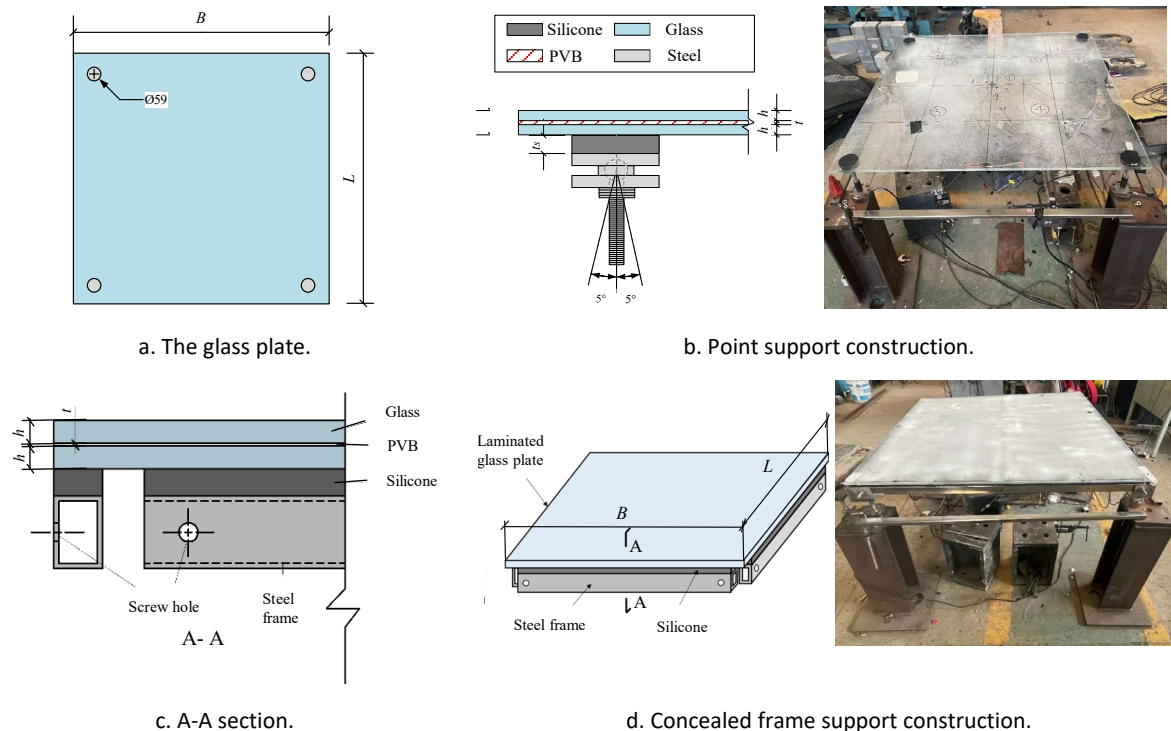 B
L
Ø59
a. The glass plate.
Silicone
Glass
PVB
Steel
h
h
t
ts
5°
5°
b. Point support construction.
t
h
h
Glass
PVB
Silicone
Screw hole
Steel
frame
A- A
c. A-A section.
Laminated
glass plate
B
L
A
A
Steel frame
Silicone
d. Concealed frame support construction.